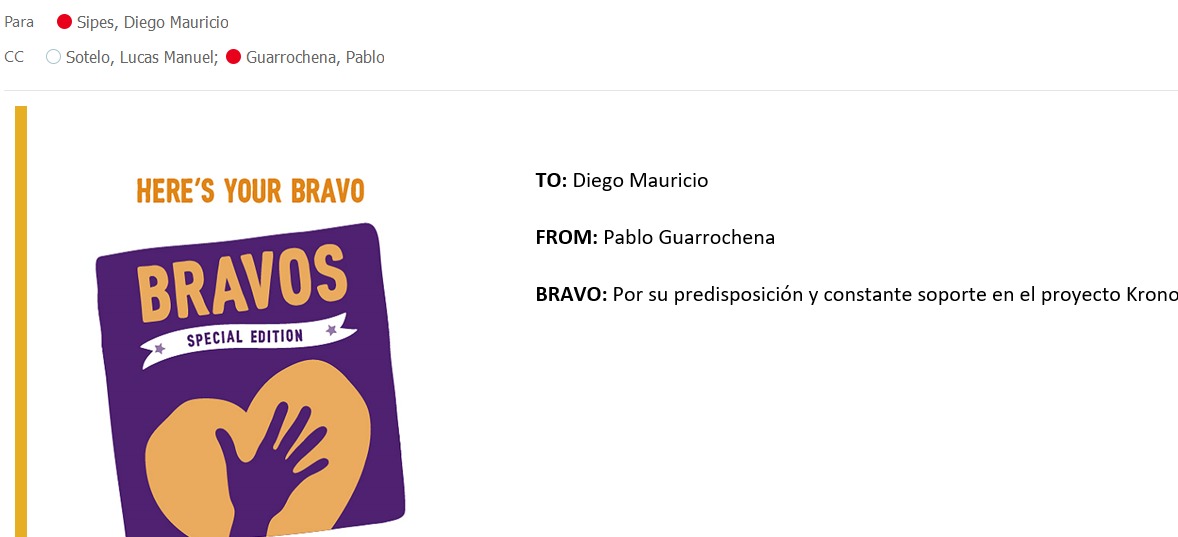 Para Sipes, Diego Mauricio
CC Sotelo, Lucas Manuel; Guarrochena, Pablo
HERE'S YOUR BRAVO
BRAVOS
SPECIAL EDITION
TO: Diego Mauricio
FROM: Pablo Guarrochena
BRAVO: Por su predisposición y constante soporte en el proyecto Krono